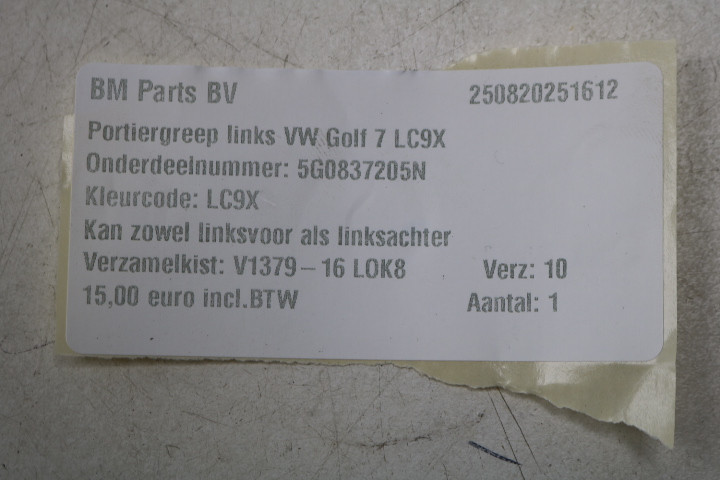 BM Parts BV 250820251612
Portiergreep links VW Golf 7 LC9X
Onderdeelnummer: 5G0837205N
Kleurcode: LC9X
Kan zowel linksvoor als linksachter
Verzamelkist: V1379-16 LOK8 Verz: 10
15,00 euro incl.BTW Aantal: 1